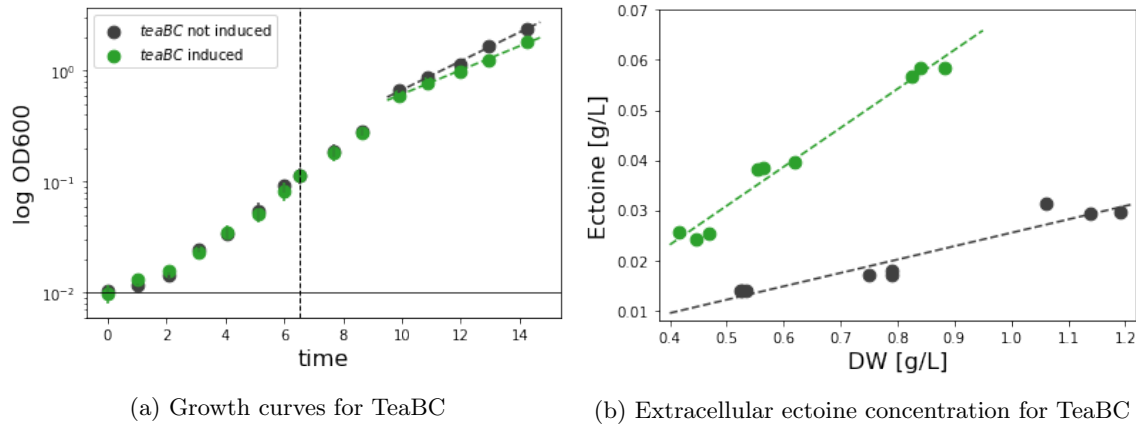 teaBC not induced
teaBC induced
log OD600
10⁰
10⁻¹
10⁻²
0 2 4 6 8 10 12 14
time
(a) Growth curves for TeaBC
Ectoine [g/L]
0.07
0.06
0.05
0.04
0.03
0.02
0.01
0.4 0.5 0.6 0.7 0.8 0.9 1.0 1.1 1.2
DW [g/L]
(b) Extracellular ectoine concentration for TeaBC